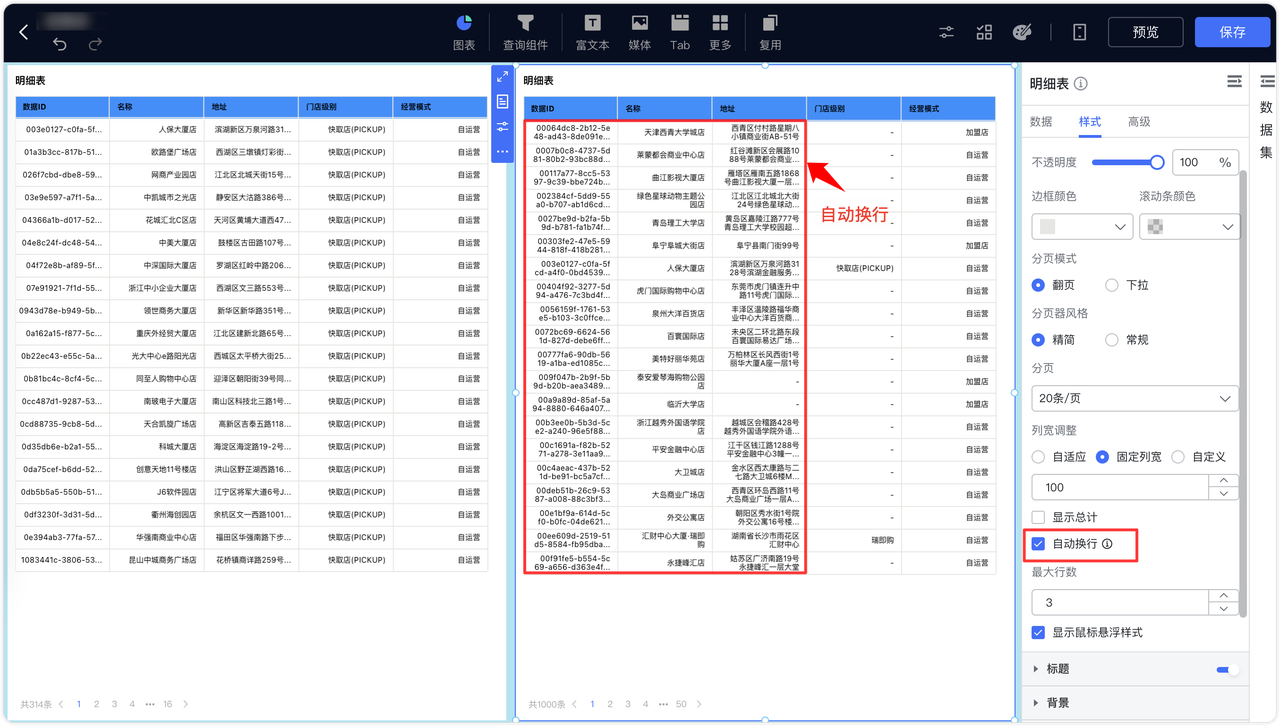 图表
查询组件
富文本
媒体
Tab
更多
复用
预览
保存
明细表
数据ID 名称 地址 门店级别 经营模式
003e0127-c0fa-5f... 人保大厦店 滨湖新区万泉河路31... 快取店(PICKUP) 自运营
01a3b3cc-817b-51... 欧路堡广场店 西湖区三墩镇灯彩街... 快取店(PICKUP) 自运营
026f7cbd-dbe8-59... 网商产业园店 江北区北城天街15号... 快取店(PICKUP) 自运营
03e9e597-a7f1-5a... 中凯城市之光店 静安区大沽路386号... 快取店(PICKUP) 自运营
04366a1b-d017-52... 花城汇北C区店 天河区黄埔大道西47... 快取店(PICKUP) 自运营
04e8c24f-dc48-54... 中美大厦店 鼓楼区古田路107号... 快取店(PICKUP) 自运营
04f72e8b-af89-5f... 中深国际大厦店 罗湖区红岭中路206... 快取店(PICKUP) 自运营
07e91921-7f1d-55... 浙江中小企业大厦店 西湖区文三路553号... 快取店(PICKUP) 自运营
0943d78e-b949-5b... 领世商务大厦店 新华区新华路351号... 快取店(PICKUP) 自运营
0a162a15-f877-5c... 重庆外经贸大厦店 江北区建新北路65号... 快取店(PICKUP) 自运营
0b22ec43-e55c-5a... 光大中心e路阳光店 西城区太平桥大街25... 快取店(PICKUP) 自运营
0b81bc4c-8cf4-5c... 同至人购物中心店 迎泽区朝阳街39号同... 快取店(PICKUP) 自运营
0cc487d1-9287-53... 南玻电子大厦店 南山区科技北三路1号... 快取店(PICKUP) 自运营
0cd88735-9cb8-5d... 天合凯旋广场店 高新区吉泰五路118... 快取店(PICKUP) 自运营
0d35db6e-b2a1-55... 科城大厦店 海淀区海淀路19-2号... 快取店(PICKUP) 自运营
0da75cef-b6dd-52... 创意天地11号楼店 洪山区野芷湖西路16... 快取店(PICKUP) 自运营
0db5b5a5-550b-51... J6软件园店 江宁区将军大道6号J... 快取店(PICKUP) 自运营
0df3230f-3d31-5d... 衢州海创园店 余杭区文一西路1001... 快取店(PICKUP) 自运营
0e394ab3-77fa-57... 华强南商业中心店 福田区华强南路下步... 快取店(PICKUP) 自运营
1083441c-3806-53... 昆山中城商务广场店 花桥镇商详路259号... 快取店(PICKUP) 自运营
共314条 1 2 3 4 ••• 16
明细表
数据ID 名称 地址 门店级别 经营模式
00064dc8-2b12-5e 西青区付村路星期八
天津西青大学城店 - 加盟店
48-ad43-8de091e... 小镇商业街AB-51号
0007b0c8-4737-5d 红谷滩新区会展路10
莱蒙都会商业中心店 - 自运营
81-80b2-93bc88d... 88号莱蒙都会商业...
00117a77-8cc5-53 雁塔区雁南五路1868
曲江影视大厦店 - 自运营
97-9c39-bbe724b... 号曲江影视大厦一层...
002384cf-5dd9-55 绿色星球动物主题公 江北区江北城北大街
- 自运营
a0-b707-ab1d6cd... 园店 24号绿色星球动...
0027be9d-b2fa-5b 黄岛区嘉陵江路777号
青岛理工大学店 - 自运营
9d-b781-fa1b74f... 青岛理工大学校园超...
00303fe2-47e5-59
阜宁阜城大街店 阜宁县南门街99号 - 加盟店
44-818f-418b281...
003e0127-c0fa-5f 滨湖新区万泉河路31
人保大厦店 快取店(PICKUP) 自运营
cd-a4f0-0bd4539... 28号滨湖金融服务...
00404f92-3277-5d 东莞市虎门镇连升中
虎门国际购物中心店 - 自运营
94-a476-7c3bd4f... 路11号虎门国际...
0056159f-1761-53 丰泽区温陵路福华商
泉州大洋百货店 - 自运营
e5-b103-3c0ffce... 业中心大洋百货商...
0072bc69-6624-56 未央区二环北路东段
百寰国际店 - 自运营
1d-827d-debe6ff... 百寰国际易达广场...
00777fa6-90db-56 万柏林区长风西街1号
美特好丽华苑店 - 自运营
19-a1ba-ed1085c... 丽华大厦A座一层1号
009f047b-2b9f-5b 泰安爱琴海购物公园
- - 加盟店
9d-b20b-aea3489... 店
00a9a89d-85af-5a
临沂大学店 - - 加盟店
94-8880-646a407...
00b3ee0b-5b3d-5c 浙江越秀外国语学院 越城区会稽路428号
- 自运营
e2-a240-96e5f88... 店 越秀外国语学院外语...
00c1691a-f82b-52 江干区钱江路1288号
平安金融中心店 - 自运营
71-a278-3e11aa9... 平安金融中心3幢一...
00c4aeac-437b-52 金水区西太康路与二
大卫城店 - 自运营
1d-be91-bc5a7cf... 七路大卫城6楼M...
00deb51b-26c9-53 西青区环岛西路11号
大岛商业广场店 - 自运营
87-a008-88c3bf3... 大岛商业广场一层A...
00e1bf9a-614d-5c 朝阳区秀水街1号院
外交公寓店 - 自运营
f0-b0fc-04de621... 外交公寓16号楼...
00ee609d-2519-51 汇财中心大厦·瑞即 湖南省长沙市雨花区
瑞即购 自运营
d5-8584-fb95dba... 购 汇财中心
00f91fe5-b554-5c 姑苏区广济南路19号
永捷峰汇店 - 自运营
69-a656-d363e4f... 永捷峰汇一层大堂
共1000条 1 2 3 4 ••• 50
自动换行
明细表
数据 样式 高级
不透明度 100 %
边框颜色 滚动条颜色
分页模式
翻页 下拉
分页器风格
精简 常规
分页
20条/页
列宽调整
自适应 固定列宽 自定义
100
显示总计
自动换行
最大行数
3
显示鼠标悬浮样式
标题
背景
数
据
集